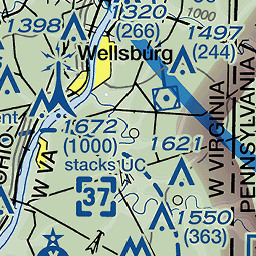 1320
1000
1398
(266)
1497
Wellsburg
(244)
ent
1672
(1000)
stacks UC
1621
OHIO
W VA
W VIRGINIA
PENNSYLVANIA
37
1550
(363)